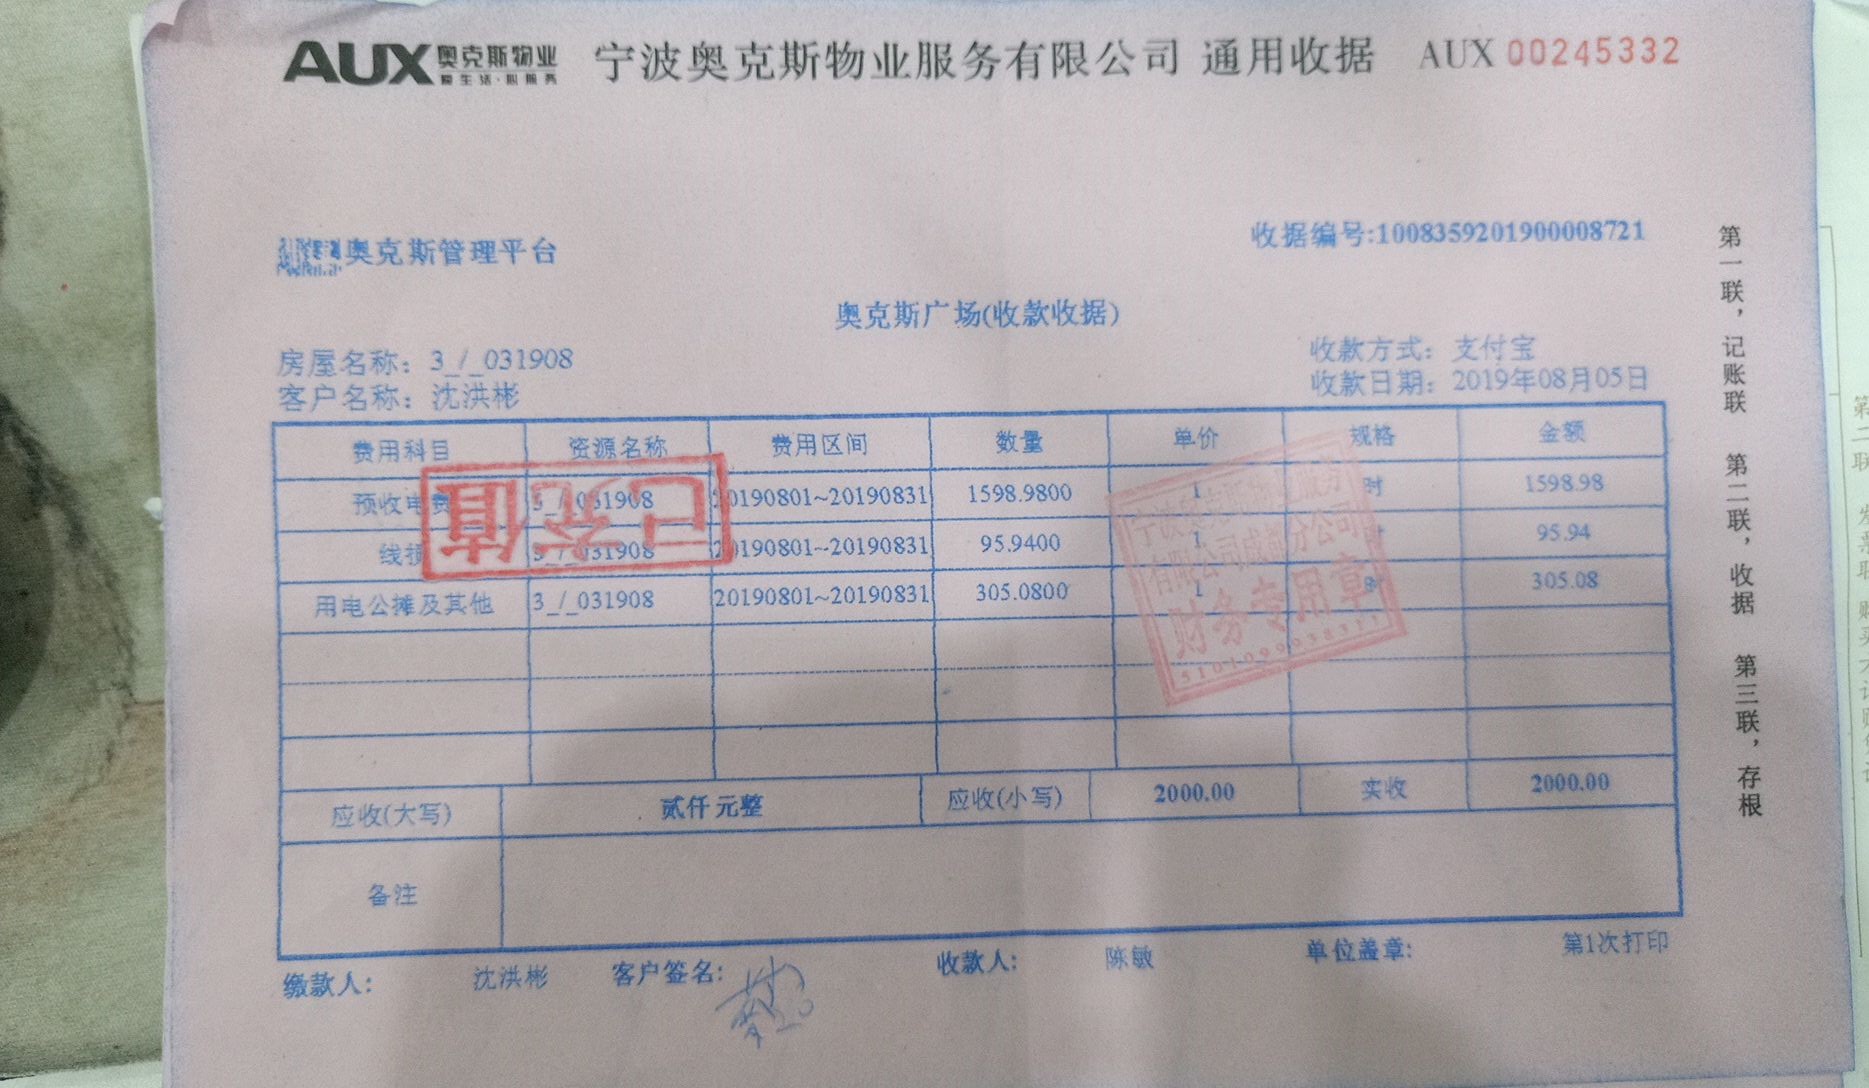 AUX 奥克斯物业 宁波奥克斯物业服务有限公司 通用收据 AUX 00245332
爱生活·心服务
奥克斯管理平台 收据编号:1008359201900008721
奥克斯广场(收款收据)
房屋名称: 3_/_031908 收款方式: 支付宝
客户名称: 沈洪彬 收款日期: 2019年08月05日
费用科目 资源名称 费用区间 数量 单价 规格 金额
预收电费 3_/_031908 20190801~20190831 1598.9800 1 时 1598.98
线损 3_/_031908 20190801~20190831 95.9400 1 时 95.94
用电公摊及其他 3_/_031908 20190801~20190831 305.0800 1 时 305.08
已充值
宁波奥克斯物业服务
有限公司成都分公司
财务专用章
应收(大写) 贰仟元整 应收(小写) 2000.00 实收 2000.00
备注
缴款人: 沈洪彬 客户签名: 收款人: 陈敏 单位盖章: 第1次打印
第一联，记账联 第二联，收据 第三联，存根